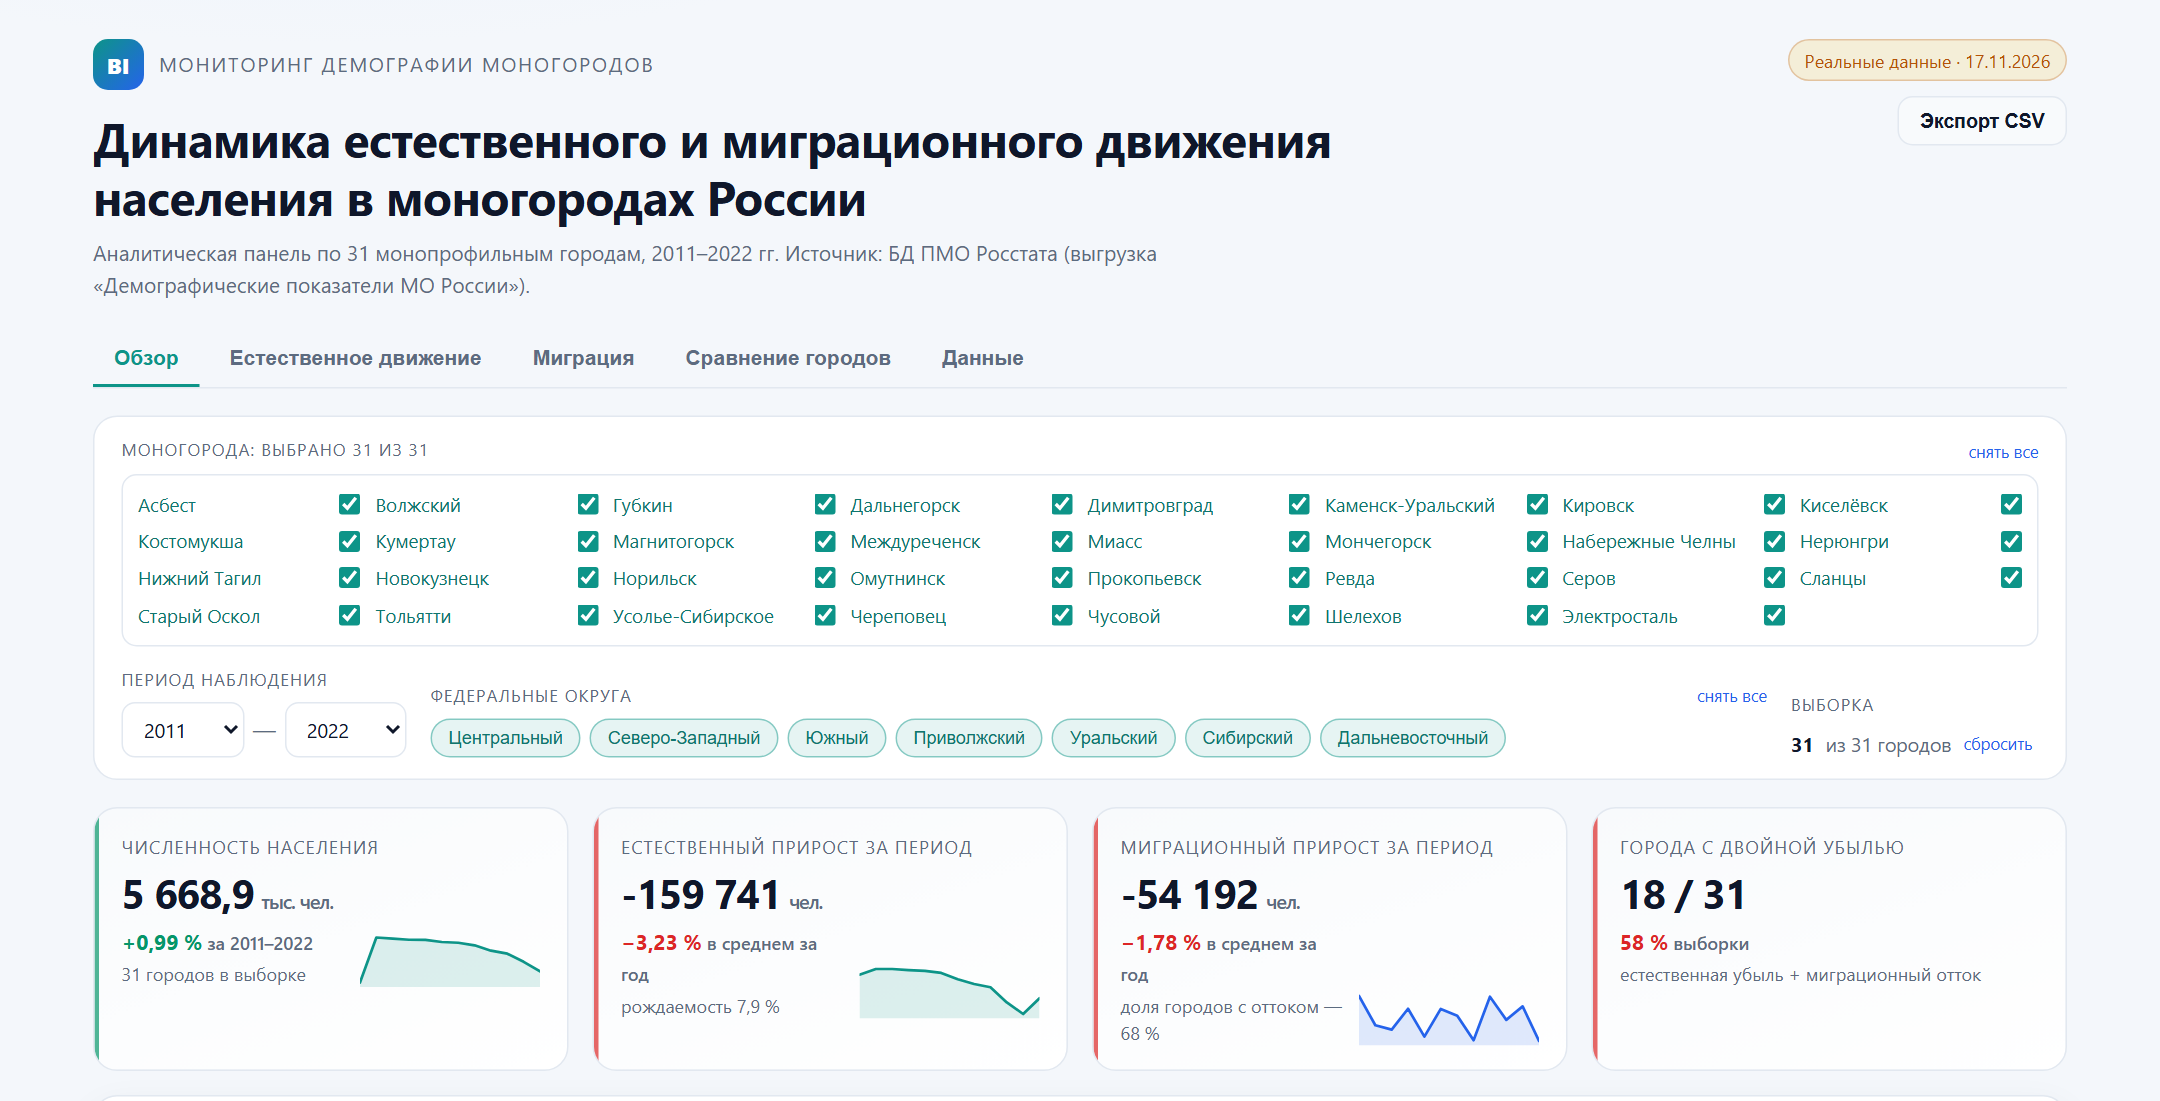 BI
МОНИТОРИНГ ДЕМОГРАФИИ МОНОГОРОДОВ
Реальные данные · 17.11.2026
Экспорт CSV
Динамика естественного и миграционного движения
населения в моногородах России
Аналитическая панель по 31 монопрофильным городам, 2011–2022 гг. Источник: БД ПМО Росстата (выгрузка
«Демографические показатели МО России»).
Обзор Естественное движение Миграция Сравнение городов Данные
МОНОГОРОДА: ВЫБРАНО 31 ИЗ 31 снять все
Асбест Волжский Губкин Дальнегорск Димитровград Каменск-Уральский Кировск Киселёвск
Костомукша Кумертау Магнитогорск Междуреченск Миасс Мончегорск Набережные Челны Нерюнгри
Нижний Тагил Новокузнецк Норильск Омутнинск Прокопьевск Ревда Серов Сланцы
Старый Оскол Тольятти Усолье-Сибирское Череповец Чусовой Шелехов Электросталь
ПЕРИОД НАБЛЮДЕНИЯ
2011 — 2022
ФЕДЕРАЛЬНЫЕ ОКРУГА снять все
Центральный Северо-Западный Южный Приволжский Уральский Сибирский Дальневосточный
ВЫБОРКА
31 из 31 городов сбросить
ЧИСЛЕННОСТЬ НАСЕЛЕНИЯ
5 668,9 тыс. чел.
+0,99 % за 2011–2022
31 городов в выборке
ЕСТЕСТВЕННЫЙ ПРИРОСТ ЗА ПЕРИОД
-159 741 чел.
−3,23 % в среднем за
год
рождаемость 7,9 %
МИГРАЦИОННЫЙ ПРИРОСТ ЗА ПЕРИОД
-54 192 чел.
−1,78 % в среднем за
год
доля городов с оттоком —
68 %
ГОРОДА С ДВОЙНОЙ УБЫЛЬЮ
18 / 31
58 % выборки
естественная убыль + миграционный отток